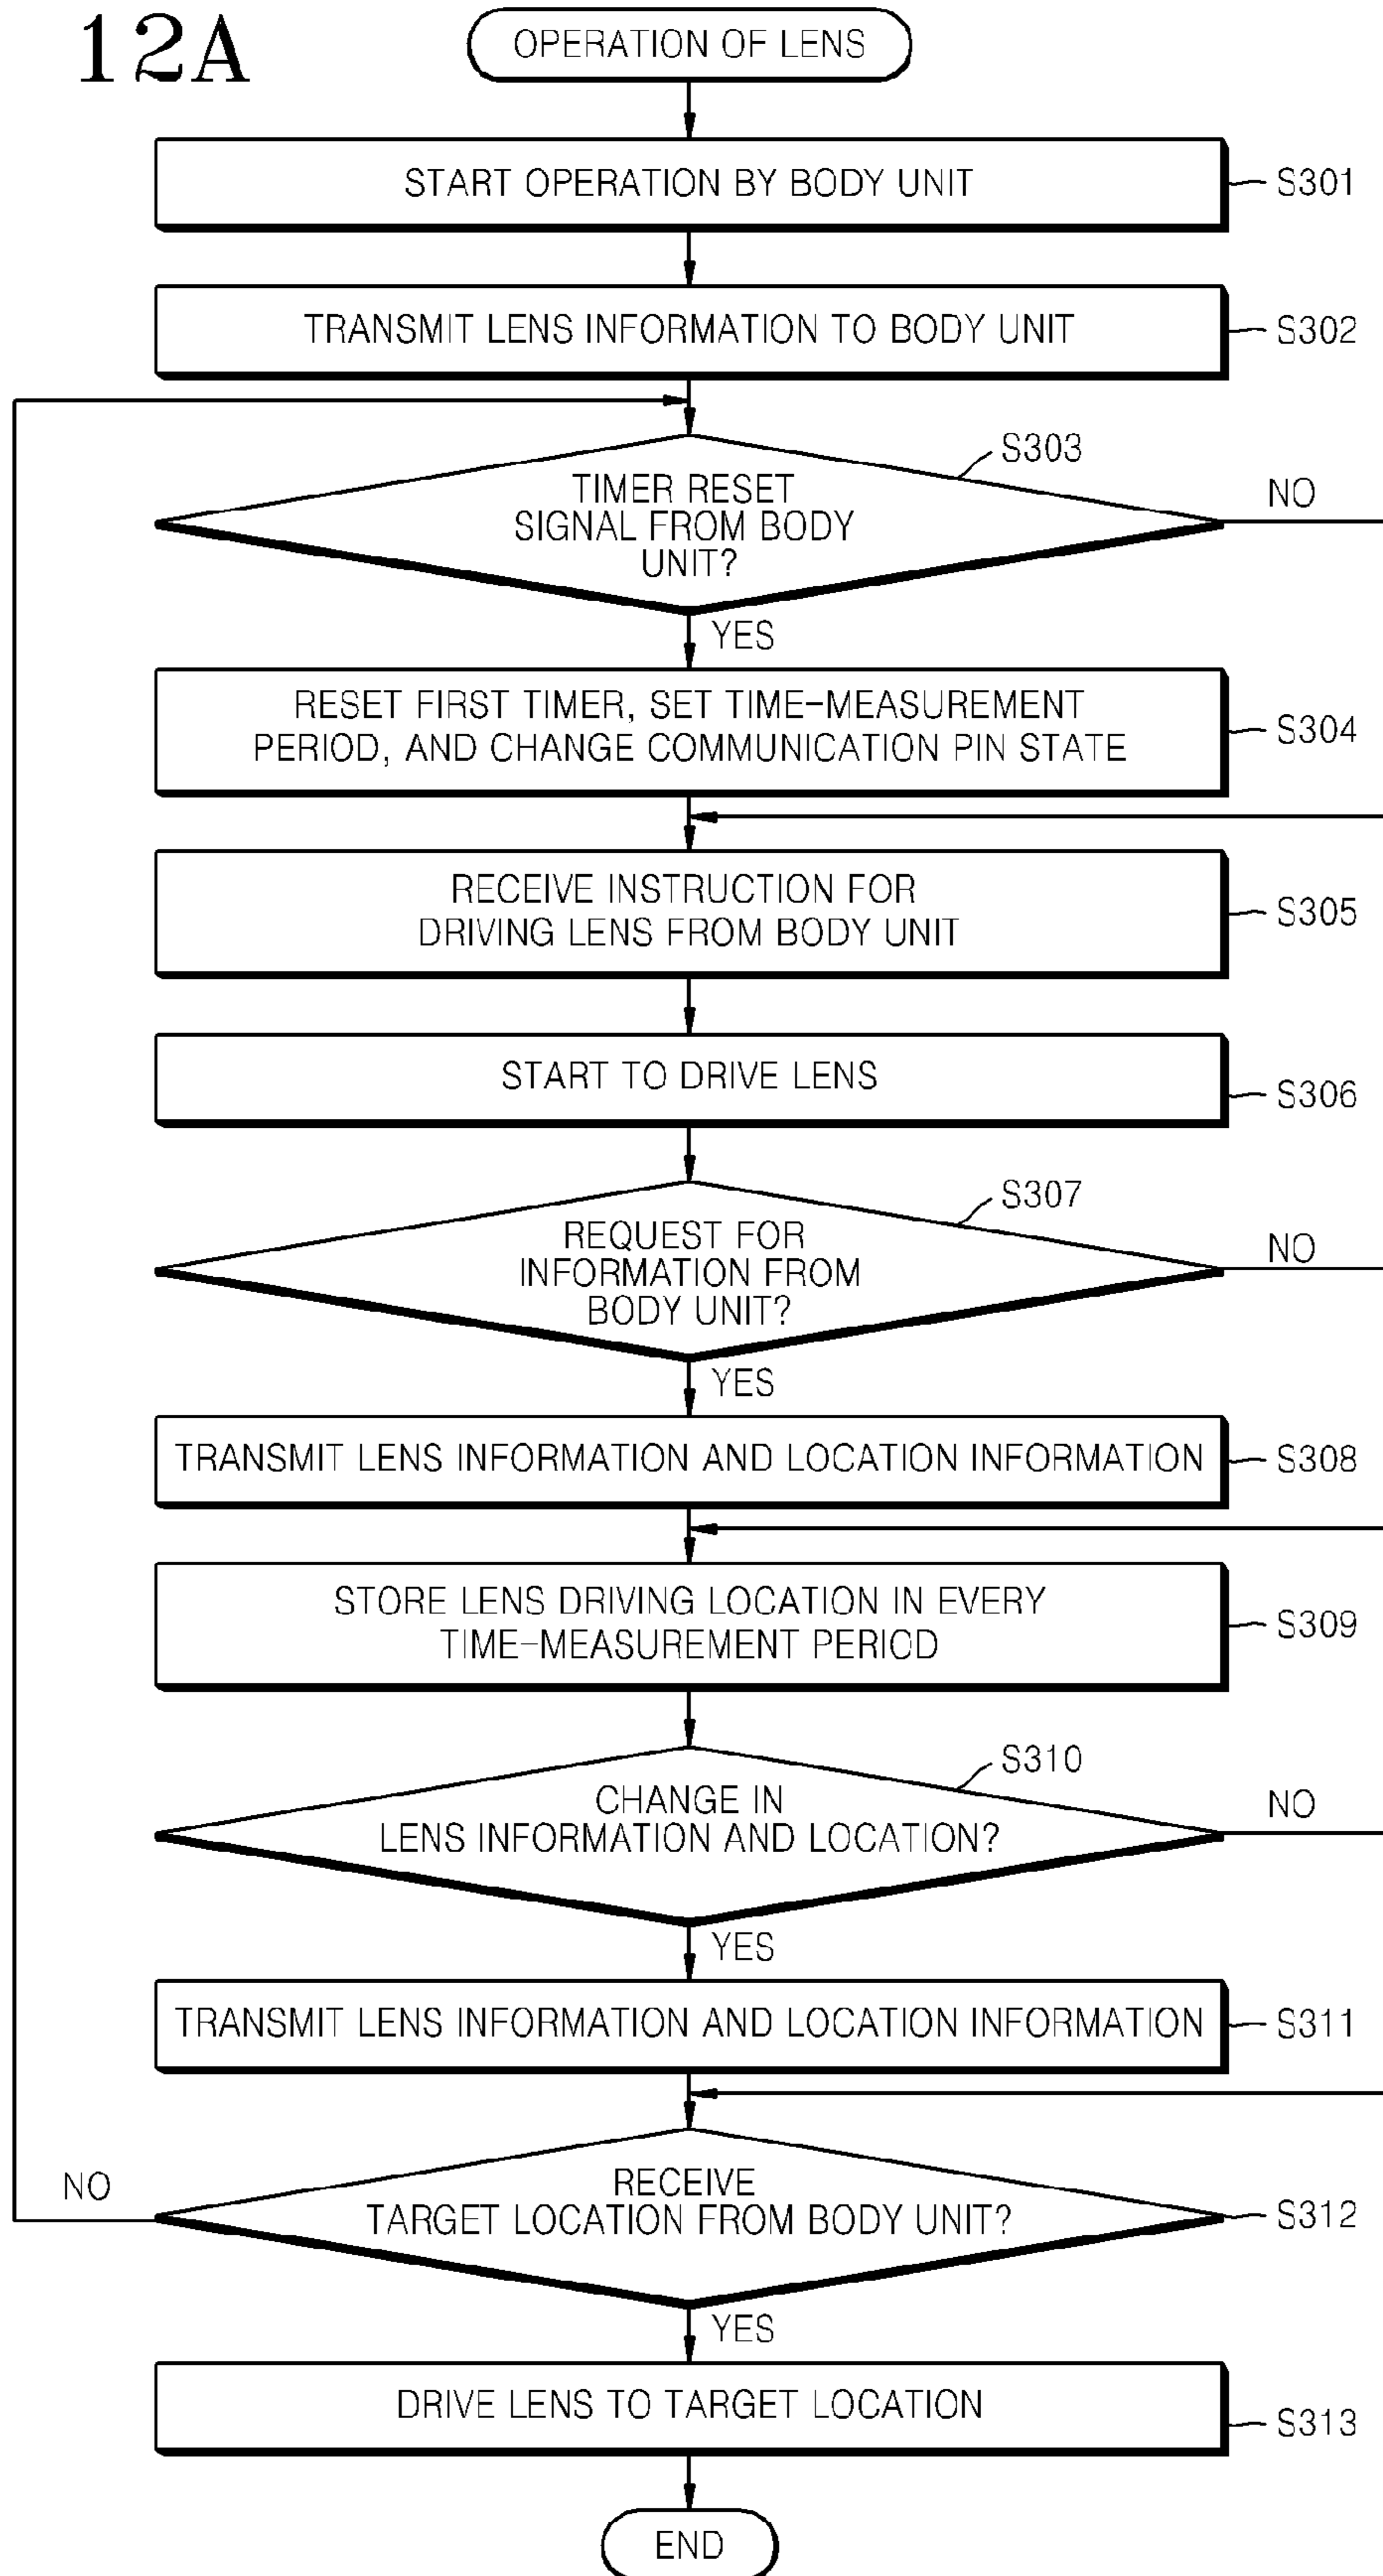 12A
OPERATION OF LENS
START OPERATION BY BODY UNIT
S301
TRANSMIT LENS INFORMATION TO BODY UNIT
S302
S303
TIMER RESET
SIGNAL FROM BODY
UNIT?
NO
YES
RESET FIRST TIMER, SET TIME-MEASUREMENT
PERIOD, AND CHANGE COMMUNICATION PIN STATE
S304
RECEIVE INSTRUCTION FOR
DRIVING LENS FROM BODY UNIT
S305
START TO DRIVE LENS
S306
S307
REQUEST FOR
INFORMATION FROM
BODY UNIT?
NO
YES
TRANSMIT LENS INFORMATION AND LOCATION INFORMATION
S308
STORE LENS DRIVING LOCATION IN EVERY
TIME-MEASUREMENT PERIOD
S309
S310
CHANGE IN
LENS INFORMATION AND LOCATION?
NO
YES
TRANSMIT LENS INFORMATION AND LOCATION INFORMATION
S311
NO
RECEIVE
TARGET LOCATION FROM BODY UNIT?
S312
YES
DRIVE LENS TO TARGET LOCATION
S313
END